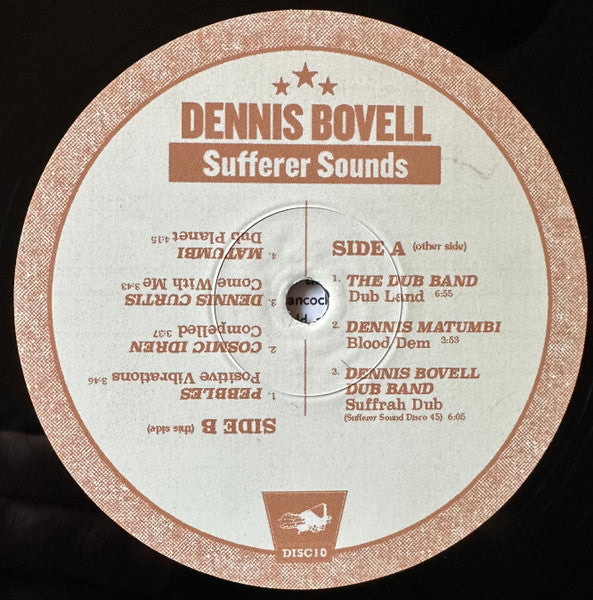 DENNIS BOVELL
Sufferer Sounds
SIDE A (other side)
1. THE DUB BAND
Dub Land 6:55
2. DENNIS MATUMBI
Blood Dem 3:53
3. DENNIS BOVELL
DUB BAND
Suffrah Dub
(Sufferer Sound Disco 45) 6:05
SIDE B (this side)
1. PEBBLES
Positive Vibrations 3:46
2. COSMIC IDREN
Compelled 3:37
3. DENNIS CURTIS
Come With Me 3:43
4. MATUMBI
Dub Planet 4:15
ancock
DISC10